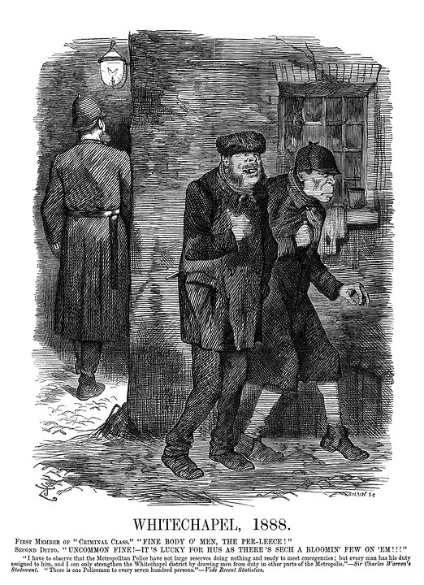 WHITECHAPEL, 1888.
FIRST MEMBER OF "CRIMINAL CLASS." "FINE BODY O' MEN, THE PER-LEECE!"
SECOND DITTO. "UNCOMMON FINE!—IT'S LUCKY FOR HUS AS THERE'S SECH A BLOOMIN' FEW ON 'EM!!!"
"I have to observe that the Metropolitan Police have not large reserves doing nothing and ready to meet emergencies; but every man has his duty
assigned to him, and I can only strengthen the Whitechapel district by drawing men from duty in other parts of the Metropolis."—Sir Charles Warren's
Statement. "There is one Policeman to every seven hundred persons."—Vide Recent Statistics.